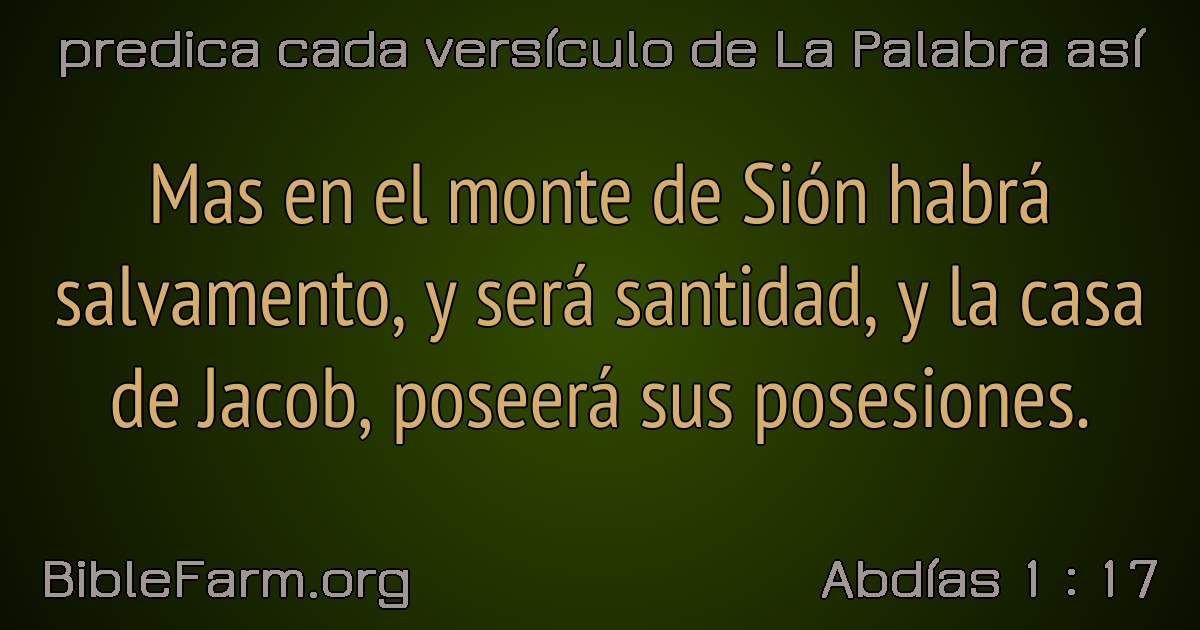 predica cada versículo de La Palabra así
Mas en el monte de Sión habrá
salvamento, y será santidad, y la casa
de Jacob, poseerá sus posesiones.
BibleFarm.org
Abdías 1 : 17